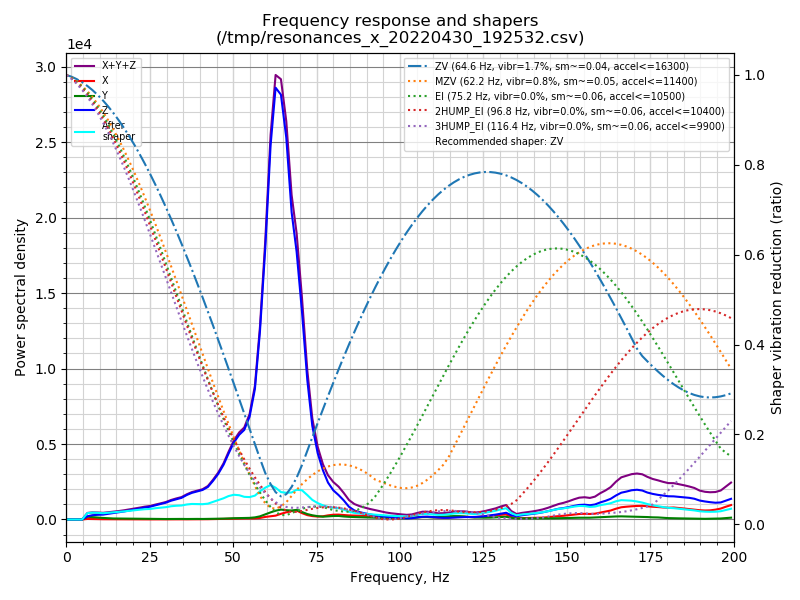 Frequency response and shapers
(/tmp/resonances_x_20220430_192532.csv)
1e4
X+Y+Z
X
Y
Z
After
shaper
ZV (64.6 Hz, vibr=1.7%, sm~=0.04, accel<=16300)
MZV (62.2 Hz, vibr=0.8%, sm~=0.05, accel<=11400)
EI (75.2 Hz, vibr=0.0%, sm~=0.06, accel<=10500)
2HUMP_EI (96.8 Hz, vibr=0.0%, sm~=0.06, accel<=10400)
3HUMP_EI (116.4 Hz, vibr=0.0%, sm~=0.06, accel<=9900)
Recommended shaper: ZV
Power spectral density
3.0
2.5
2.0
1.5
1.0
0.5
0.0
1.0
0.8
0.6
0.4
0.2
0.0
Shaper vibration reduction (ratio)
0 25 50 75 100 125 150 175 200
Frequency, Hz